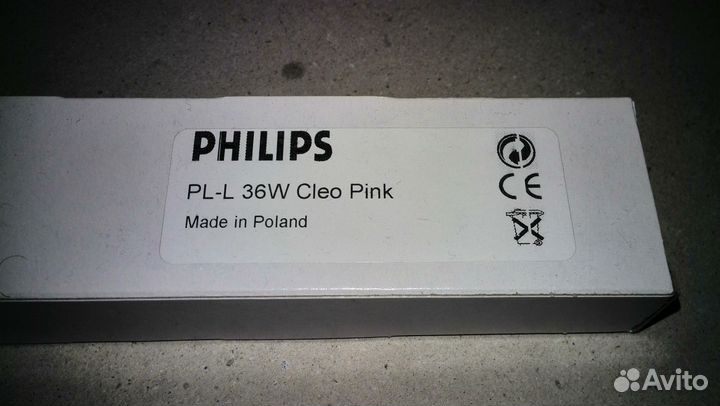 PHILIPS
PL-L 36W Cleo Pink
Made in Poland
CE
Avito